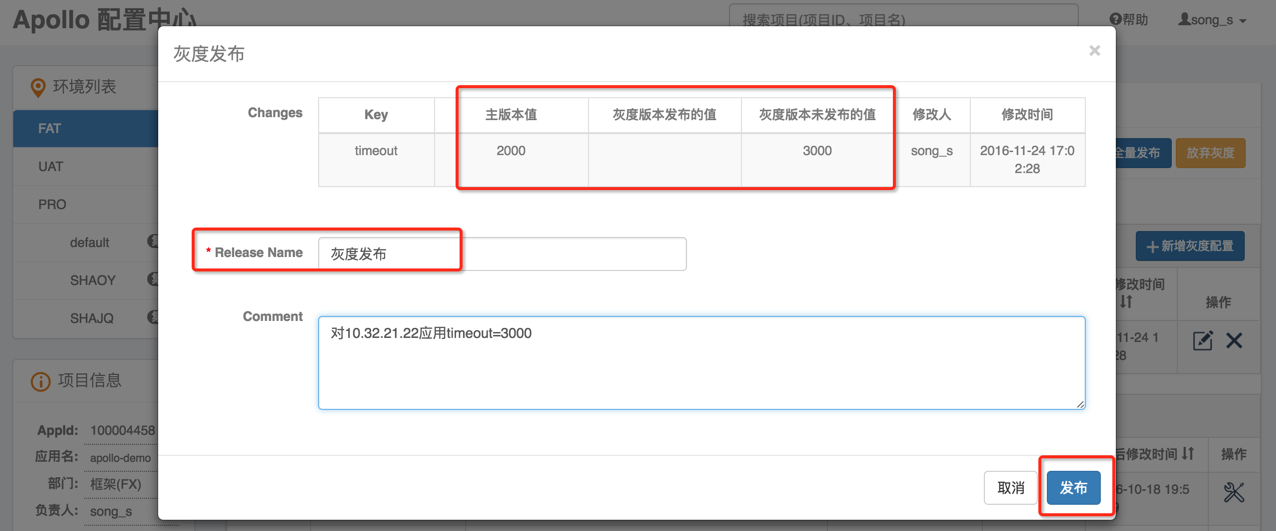 Apollo 配置中心
搜索项目(项目ID、项目名)
帮助
song_s
灰度发布
×
环境列表
FAT
UAT
PRO
default
SHAOY
SHAJQ
Changes
Key 主版本值 灰度版本发布的值 灰度版本未发布的值 修改人 修改时间
timeout 2000 3000 song_s 2016-11-24 17:0
2:28
全量发布 放弃灰度
* Release Name 灰度发布
新增灰度配置
修改时间
操作
Comment
对10.32.21.22应用timeout=3000
11-24 1
28
项目信息
AppId: 100004458
应用名: apollo-demo
部门: 框架(FX)
负责人: song_s
后修改时间 操作
6-10-18 19:5
取消 发布